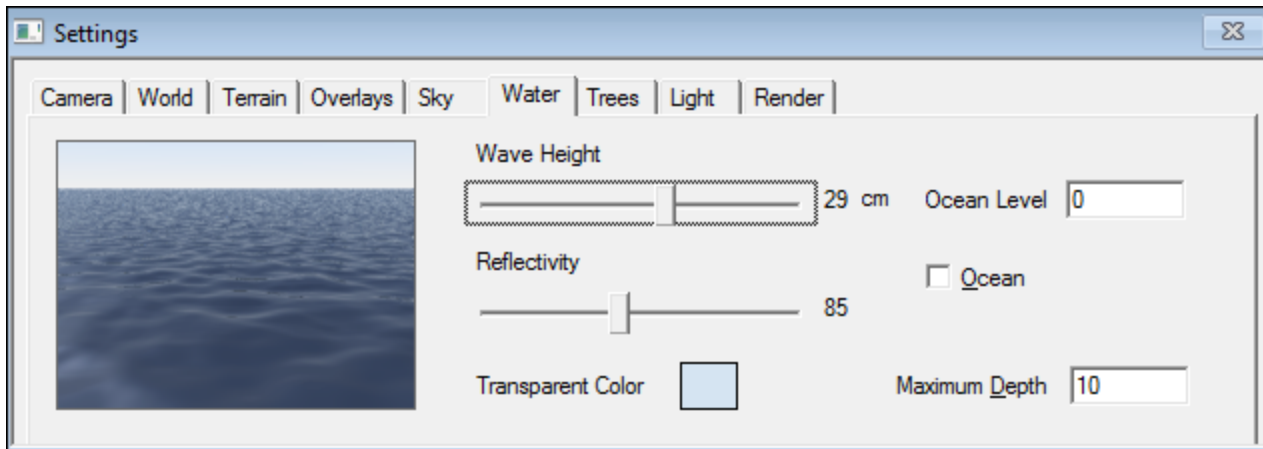 Settings
Camera World Terrain Overlays Sky Water Trees Light Render
Wave Height
29 cm Ocean Level 0
Reflectivity
Ocean
85
Transparent Color Maximum Depth 10